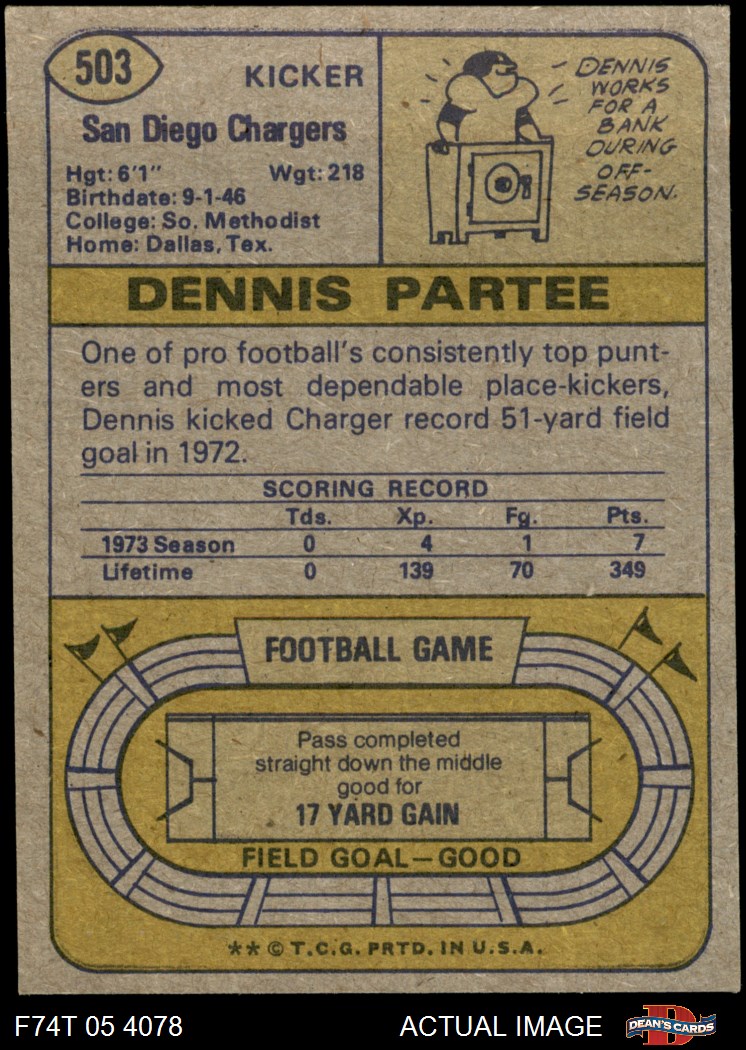 503
KICKER
San Diego Chargers
Hgt: 6'1" Wgt: 218
Birthdate: 9-1-46
College: So. Methodist
Home: Dallas, Tex.
DENNIS
WORKS
FOR A
BANK
DURING
OFF-
SEASON.
DENNIS PARTEE
One of pro football's consistently top punt-
ers and most dependable place-kickers,
Dennis kicked Charger record 51-yard field
goal in 1972.
SCORING RECORD
Tds. Xp. Fg. Pts.
1973 Season 0 4 1 7
Lifetime 0 139 70 349
FOOTBALL GAME
Pass completed
straight down the middle
good for
17 YARD GAIN
FIELD GOAL—GOOD
** © T.C.G. PRTD. IN U.S.A.
F74T 05 4078 ACTUAL IMAGE
D
DEAN'S CARDS